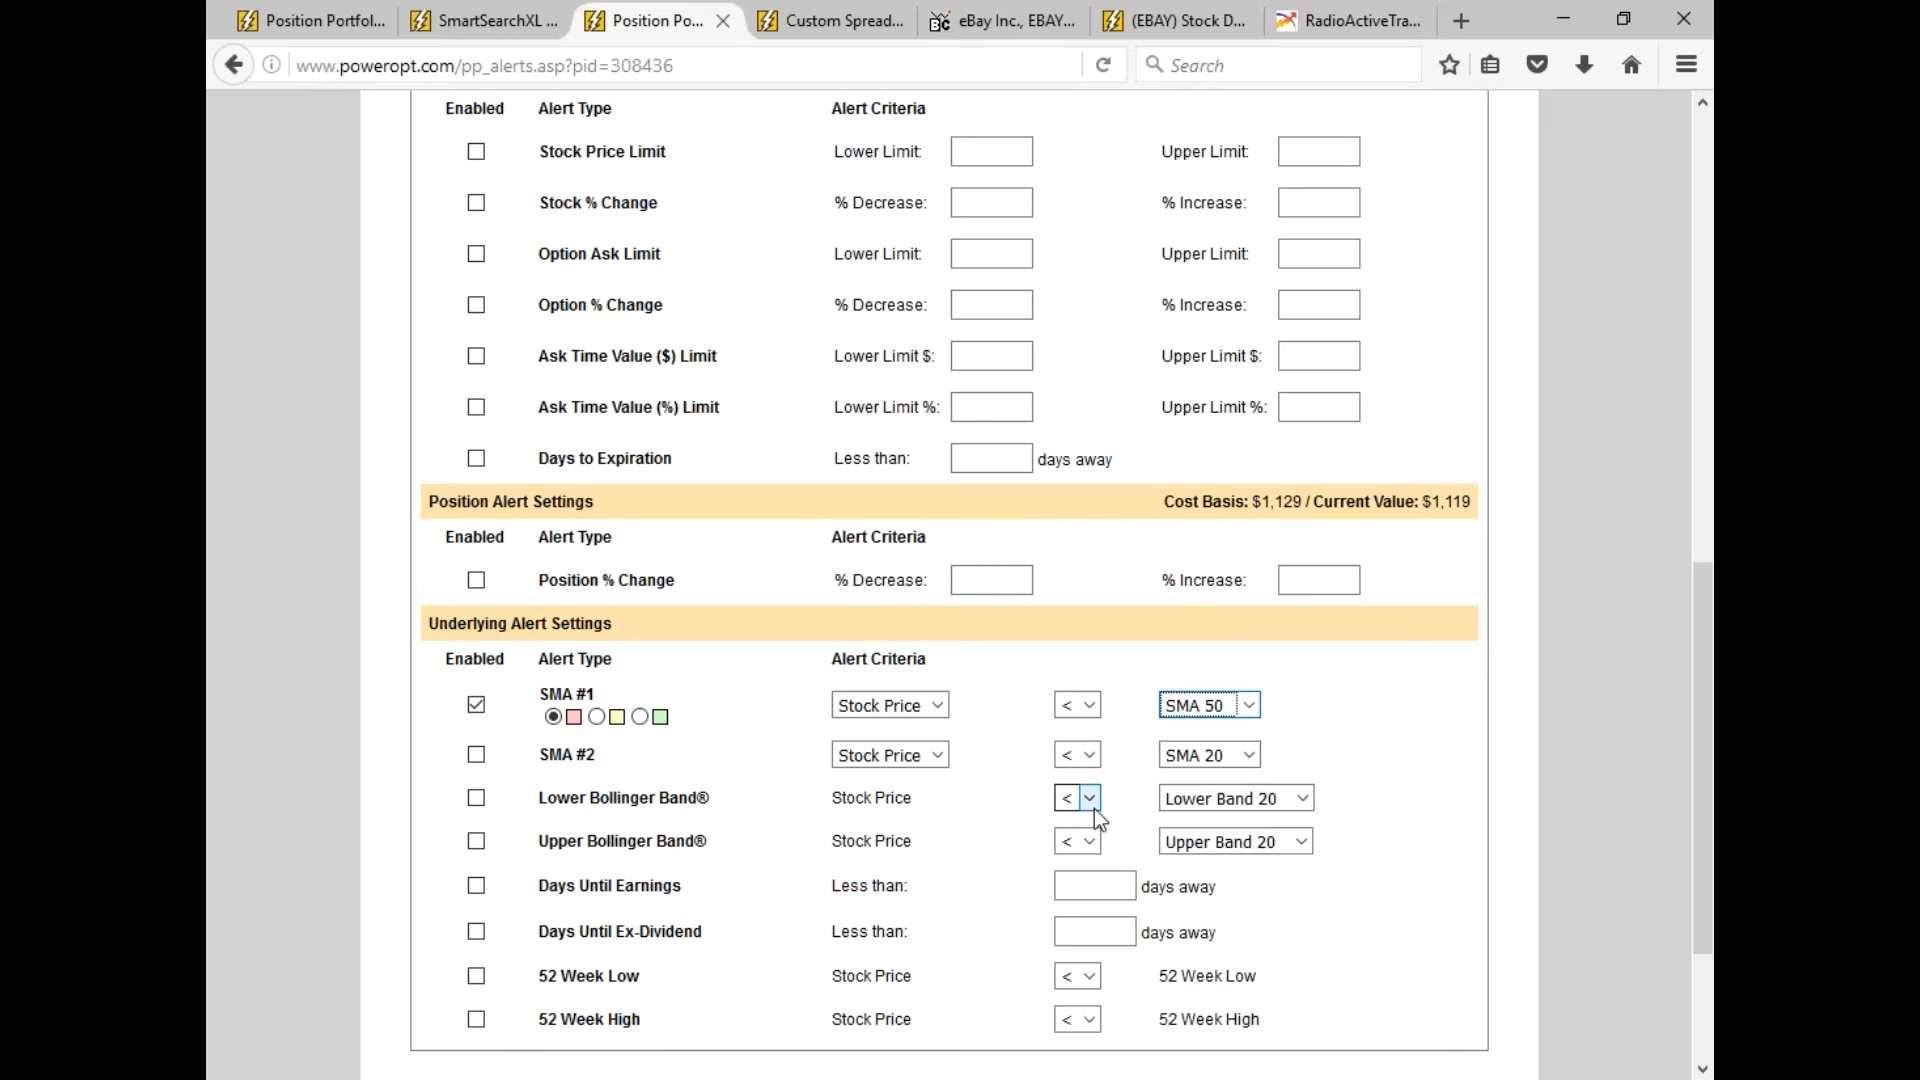 Position Portfol...
SmartSearchXL ...
Position Po...
Custom Spread...
eBay Inc., EBAY...
(EBAY) Stock D...
RadioActiveTra...
www.poweropt.com/pp_alerts.asp?pid=308436
Search
Enabled Alert Type Alert Criteria
Stock Price Limit Lower Limit: Upper Limit:
Stock % Change % Decrease: % Increase:
Option Ask Limit Lower Limit: Upper Limit:
Option % Change % Decrease: % Increase:
Ask Time Value ($) Limit Lower Limit $: Upper Limit $:
Ask Time Value (%) Limit Lower Limit %: Upper Limit %:
Days to Expiration Less than: days away
Position Alert Settings Cost Basis: $1,129 / Current Value: $1,119
Enabled Alert Type Alert Criteria
Position % Change % Decrease: % Increase:
Underlying Alert Settings
Enabled Alert Type Alert Criteria
SMA #1 Stock Price < SMA 50
SMA #2 Stock Price < SMA 20
Lower Bollinger Band® Stock Price < Lower Band 20
Upper Bollinger Band® Stock Price < Upper Band 20
Days Until Earnings Less than: days away
Days Until Ex-Dividend Less than: days away
52 Week Low Stock Price < 52 Week Low
52 Week High Stock Price < 52 Week High